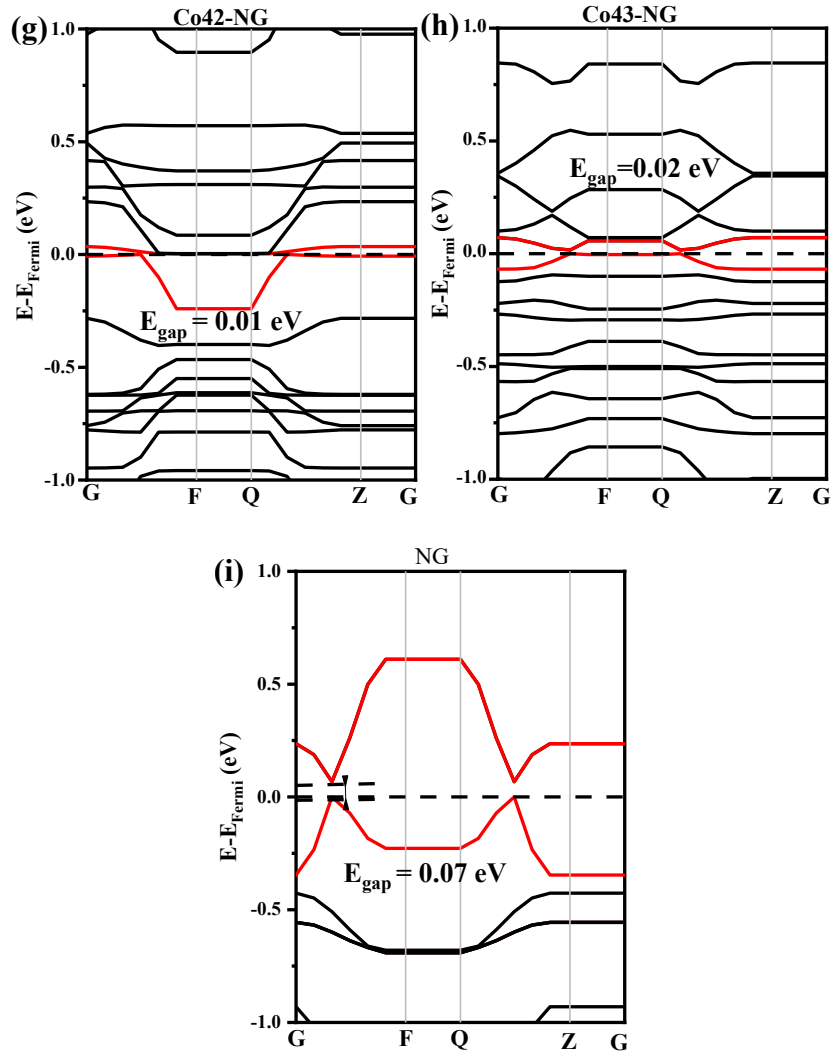 Co42-NG
(g)
1.0
0.5
0.0
-0.5
-1.0
E-E_Fermi (eV)
E_gap = 0.01 eV
G F Q Z G
Co43-NG
(h)
1.0
0.5
0.0
-0.5
-1.0
E-E_Fermi (eV)
E_gap=0.02 eV
G F Q Z G
NG
(i)
1.0
0.5
0.0
-0.5
-1.0
E-E_Fermi (eV)
E_gap = 0.07 eV
G F Q Z G